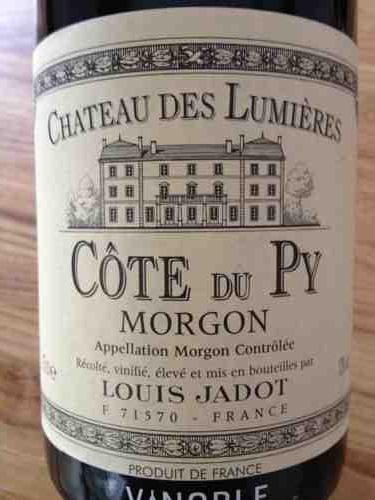 CHATEAU DES LUMIÈRES
CÔTE DU PY
MORGON
Appellation Morgon Contrôlée
Récolté, vinifié, élevé et mis en bouteilles par
LOUIS JADOT
F 71570 - FRANCE
PRODUIT DE FRANCE
VINOBLE